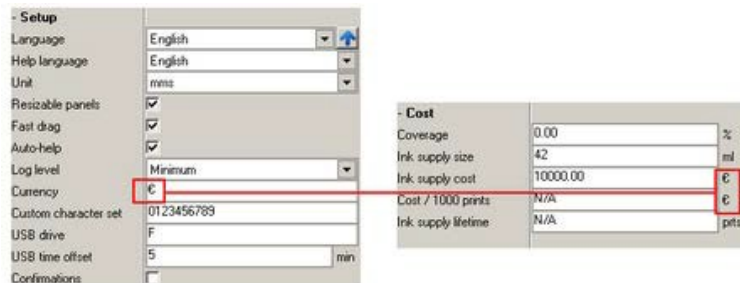 - Setup
Language English
Help language English
Unit mms
Resizable panels
Fast drag
Auto-help
Log level Minimum
Currency €
Custom character set 0123456789
USB drive F
USB time offset 5 min
Confirmations
- Cost
Coverage 0.00 %
Ink supply size 42 ml
Ink supply cost 10000.00 €
Cost / 1000 prints N/A €
Ink supply lifetime N/A prts